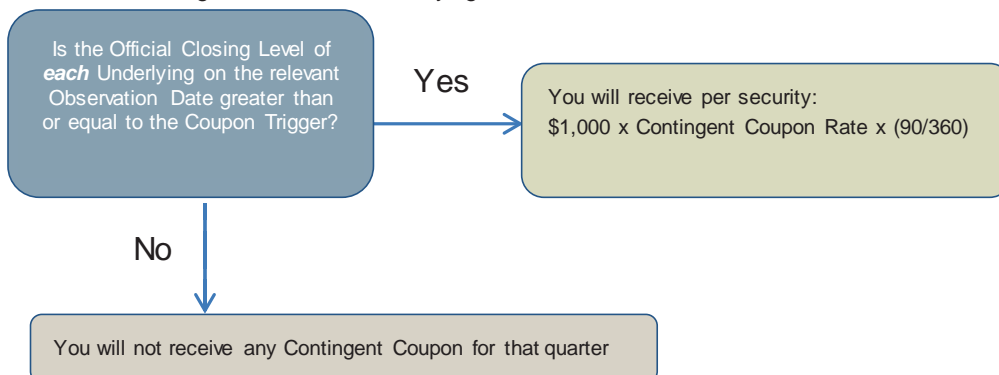 Is the Official Closing Level of
each Underlying on the relevant
Observation Date greater than
or equal to the Coupon Trigger?
Yes
You will receive per security:
$1,000 x Contingent Coupon Rate x (90/360)
No
You will not receive any Contingent Coupon for that quarter